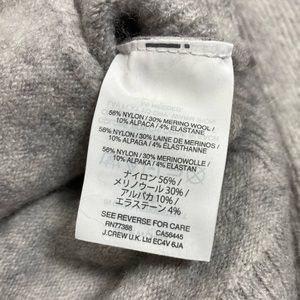 56% NYLON / 30% MERINO WOOL /
10% ALPACA / 4% ELASTANE
56% NYLON / 30% LAINE DE MERINOS /
10% ALPAGA / 4% ELASTHANNE
56% NYLON / 30% MERINOWOLLE /
10% ALPAKA / 4% ELASTAN
ナイロン 56% /
メリノウール 30% /
アルパカ 10% /
エラステーン 4%
SEE REVERSE FOR CARE
RN77388 CA56445
J.CREW U.K. Ltd EC4V 6JA